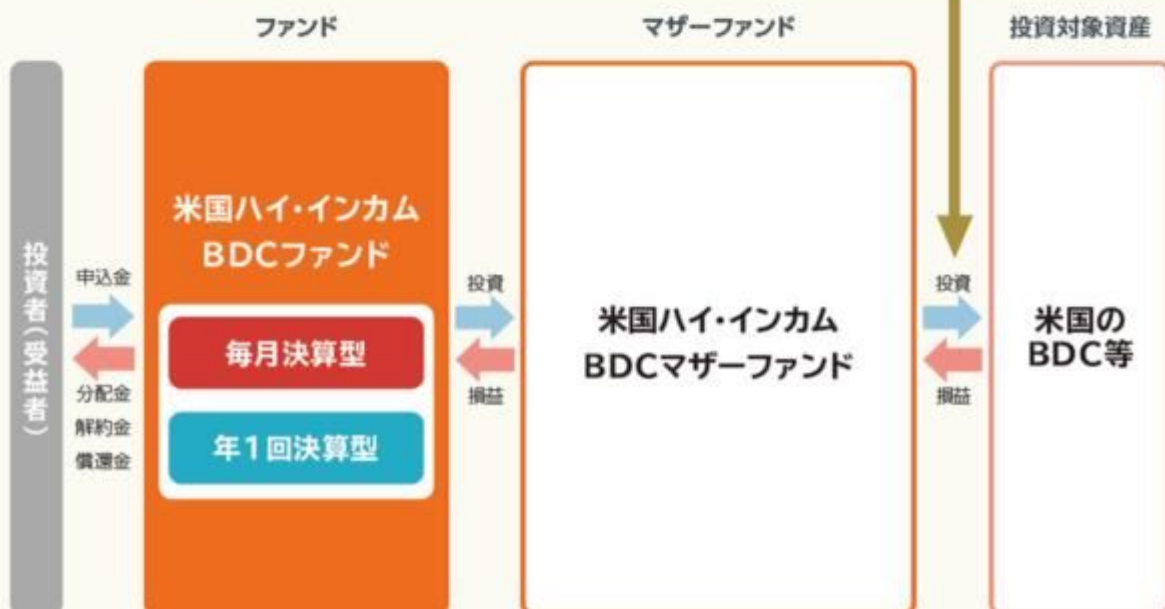 ファンド
マザーファンド
投資対象資産
投資者(受益者)
申込金
分配金
解約金
償還金
米国ハイ・インカム
BDCファンド
毎月決算型
年1回決算型
投資
損益
米国ハイ・インカム
BDCマザーファンド
投資
損益
米国の
BDC等